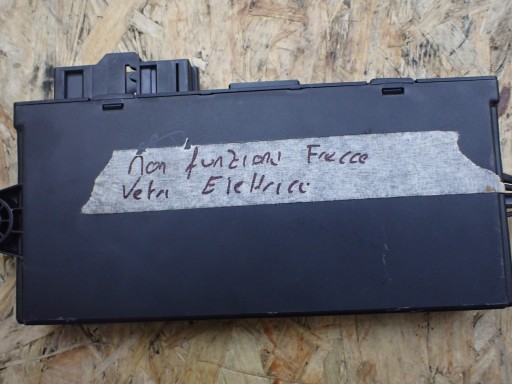 Non funziona Frecce
Vetri Elettrici